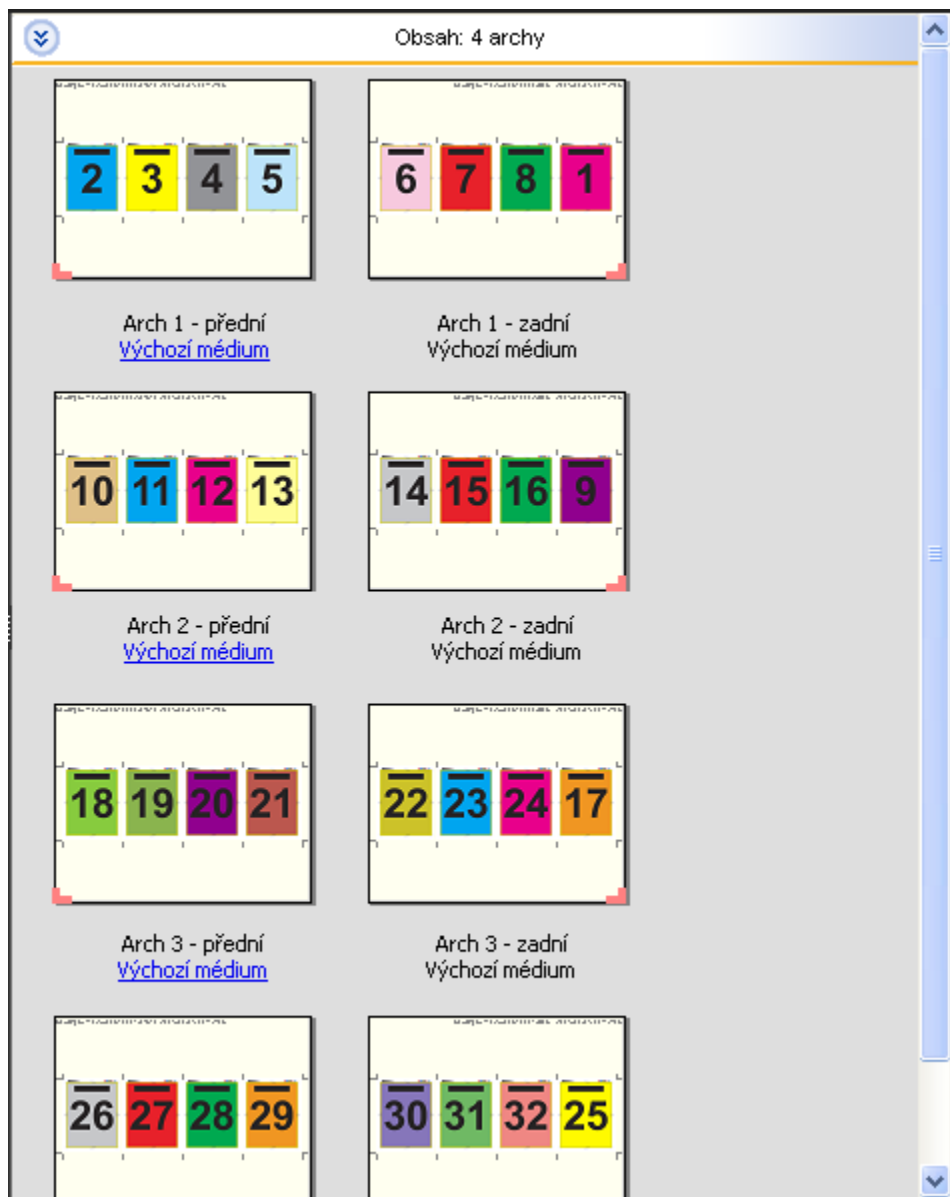 Obsah: 4 archy
2 3 4 5
6 7 8 1
Arch 1 - přední
Výchozí médium
Arch 1 - zadní
Výchozí médium
10 11 12 13
14 15 16 9
Arch 2 - přední
Výchozí médium
Arch 2 - zadní
Výchozí médium
18 19 20 21
22 23 24 17
Arch 3 - přední
Výchozí médium
Arch 3 - zadní
Výchozí médium
26 27 28 29
30 31 32 25